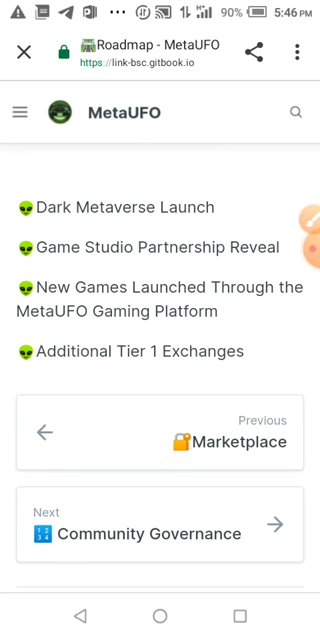 90% 5:46 PM
Roadmap - MetaUFO
https://link-bsc.gitbook.io
MetaUFO
Dark Metaverse Launch
Game Studio Partnership Reveal
New Games Launched Through the
MetaUFO Gaming Platform
Additional Tier 1 Exchanges
Previous
Marketplace
Next
Community Governance